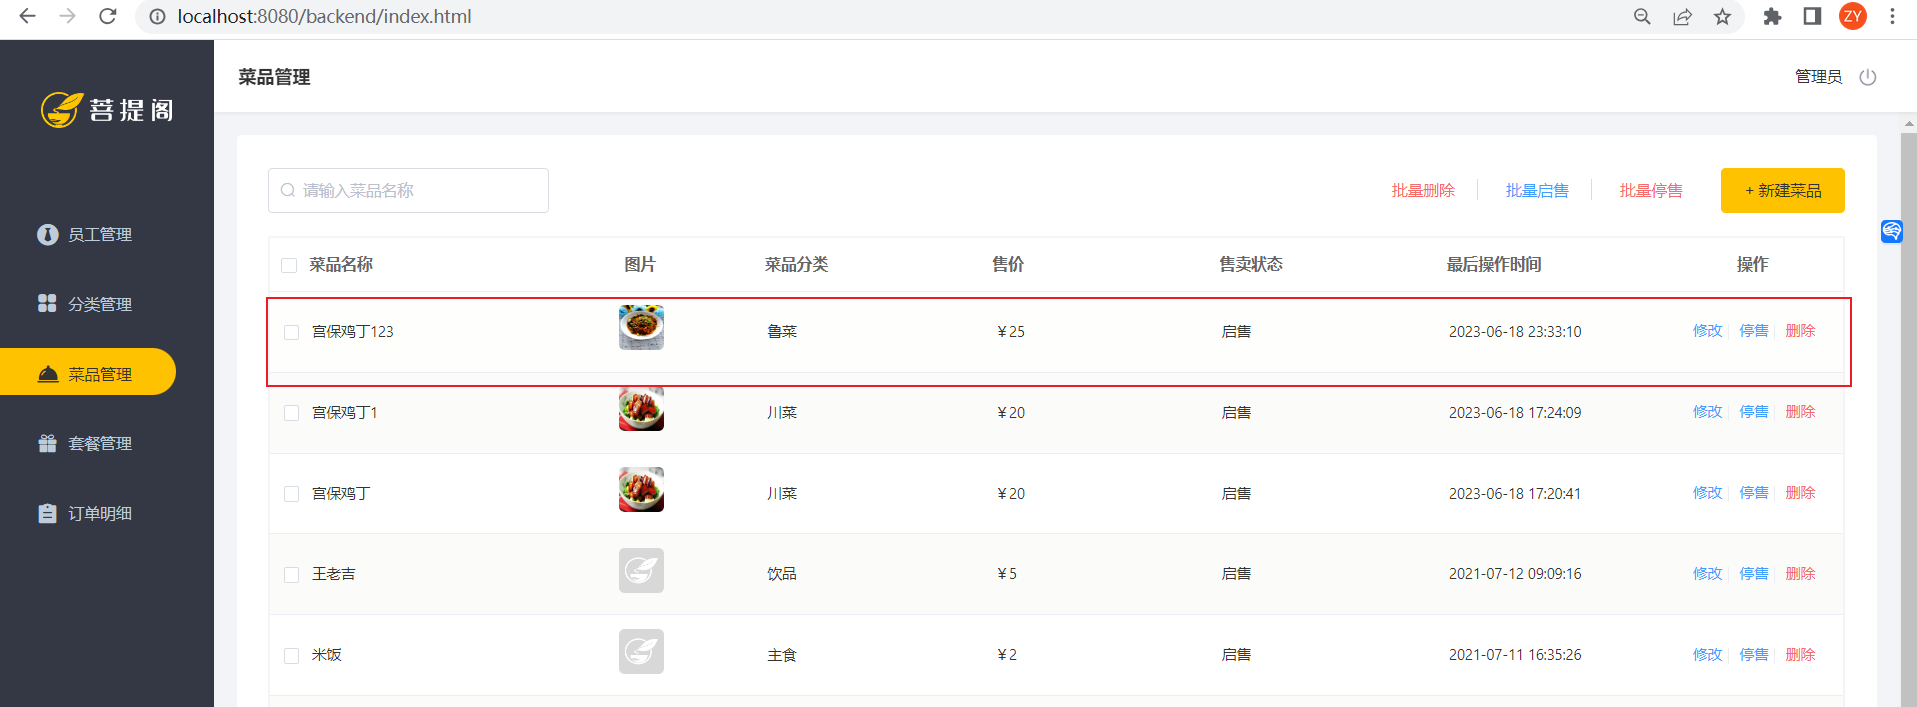 localhost:8080/backend/index.html
ZY
菩提阁
菜品管理
管理员
员工管理
分类管理
菜品管理
套餐管理
订单明细
请输入菜品名称
批量删除 批量启售 批量停售 + 新建菜品
菜品名称 图片 菜品分类 售价 售卖状态 最后操作时间 操作
宫保鸡丁123 鲁菜 ￥25 启售 2023-06-18 23:33:10 修改 停售 删除
宫保鸡丁1 川菜 ￥20 启售 2023-06-18 17:24:09 修改 停售 删除
宫保鸡丁 川菜 ￥20 启售 2023-06-18 17:20:41 修改 停售 删除
王老吉 饮品 ￥5 启售 2021-07-12 09:09:16 修改 停售 删除
米饭 主食 ￥2 启售 2021-07-11 16:35:26 修改 停售 删除